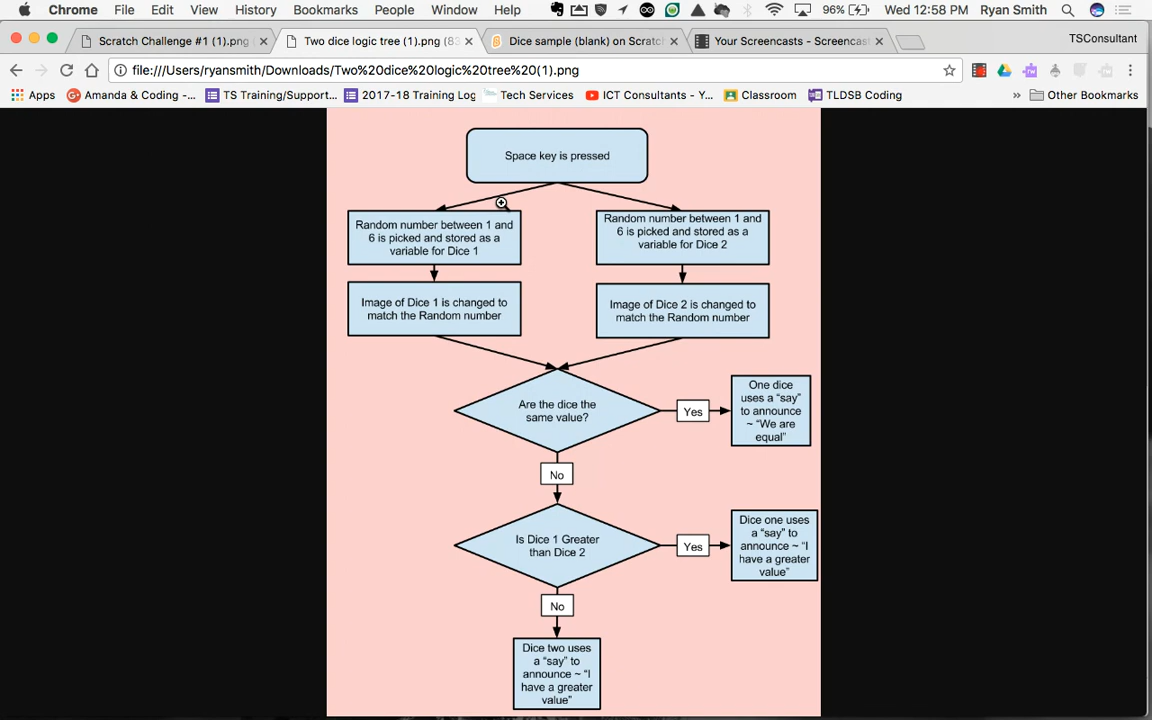 Chrome File Edit View History Bookmarks People Window Help 96% Wed 12:58 PM Ryan Smith
Scratch Challenge #1 (1).png Two dice logic tree (1).png (83 Dice sample (blank) on Scratch Your Screencasts - Screencast TSConsultant
file:///Users/ryansmith/Downloads/Two%20dice%20logic%20tree%20(1).png
Apps Amanda & Coding -... TS Training/Support... 2017-18 Training Log Tech Services ICT Consultants - Y... Classroom TLDSB Coding » Other Bookmarks
Space key is pressed
Random number between 1 and
6 is picked and stored as a
variable for Dice 1
Random number between 1 and
6 is picked and stored as a
variable for Dice 2
Image of Dice 1 is changed to
match the Random number
Image of Dice 2 is changed to
match the Random number
Are the dice the
same value?
Yes
One dice
uses a “say”
to announce
~ “We are
equal”
No
Is Dice 1 Greater
than Dice 2
Yes
Dice one uses
a “say” to
announce ~ “I
have a greater
value”
No
Dice two uses
a “say” to
announce ~ “I
have a greater
value”